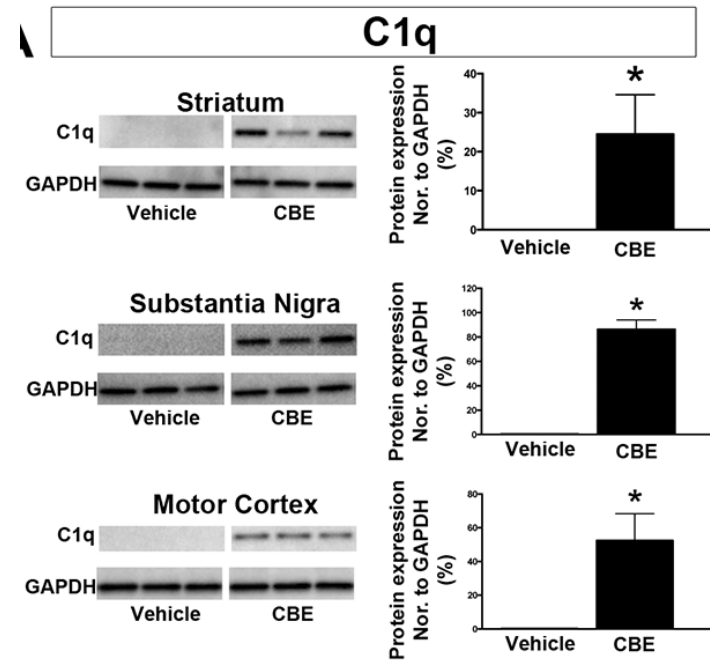 A
C1q
Striatum
C1q
GAPDH
Vehicle
CBE
Protein expression
Nor. to GAPDH
(%)
40
30
20
10
0
*
Vehicle
CBE
Substantia Nigra
C1q
GAPDH
Vehicle
CBE
Protein expression
Nor. to GAPDH
(%)
120
100
80
60
40
20
0
*
Vehicle
CBE
Motor Cortex
C1q
GAPDH
Vehicle
CBE
Protein expression
Nor. to GAPDH
(%)
80
60
40
20
0
*
Vehicle
CBE